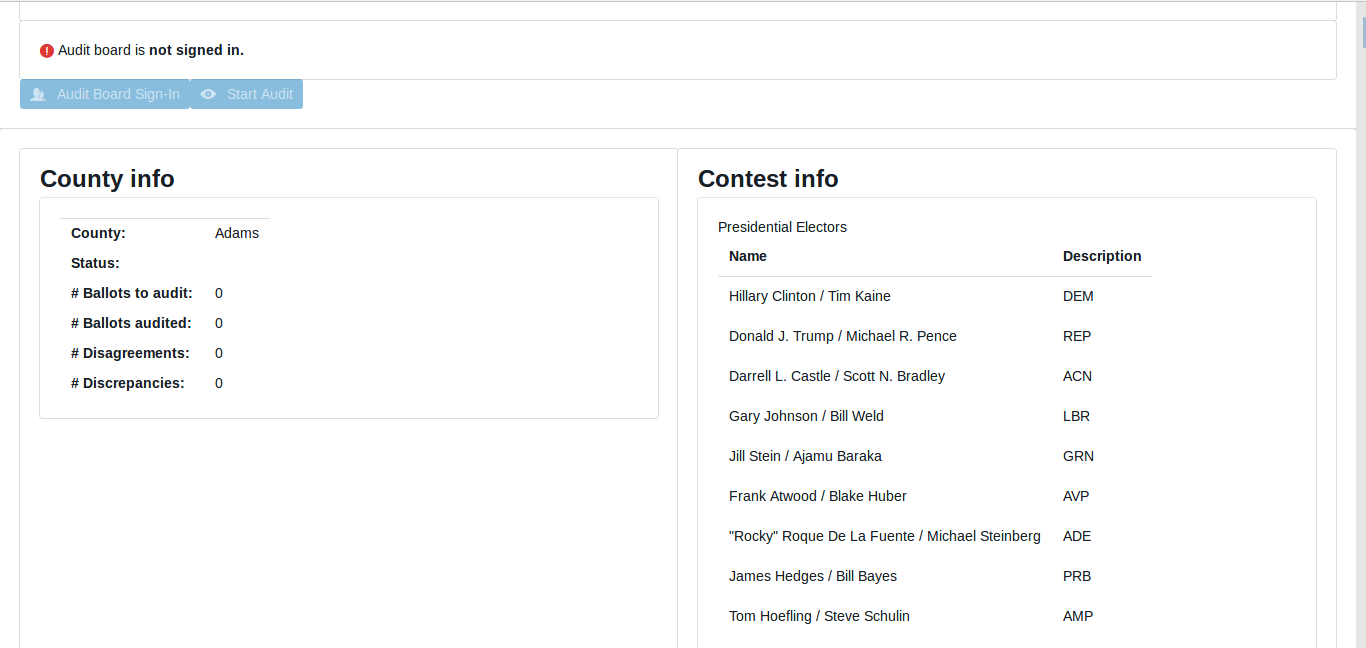 Audit board is not signed in.
Audit Board Sign-In Start Audit
County info
County: Adams
Status:
# Ballots to audit: 0
# Ballots audited: 0
# Disagreements: 0
# Discrepancies: 0
Contest info
Presidential Electors
Name Description
Hillary Clinton / Tim Kaine DEM
Donald J. Trump / Michael R. Pence REP
Darrell L. Castle / Scott N. Bradley ACN
Gary Johnson / Bill Weld LBR
Jill Stein / Ajamu Baraka GRN
Frank Atwood / Blake Huber AVP
"Rocky" Roque De La Fuente / Michael Steinberg ADE
James Hedges / Bill Bayes PRB
Tom Hoefling / Steve Schulin AMP